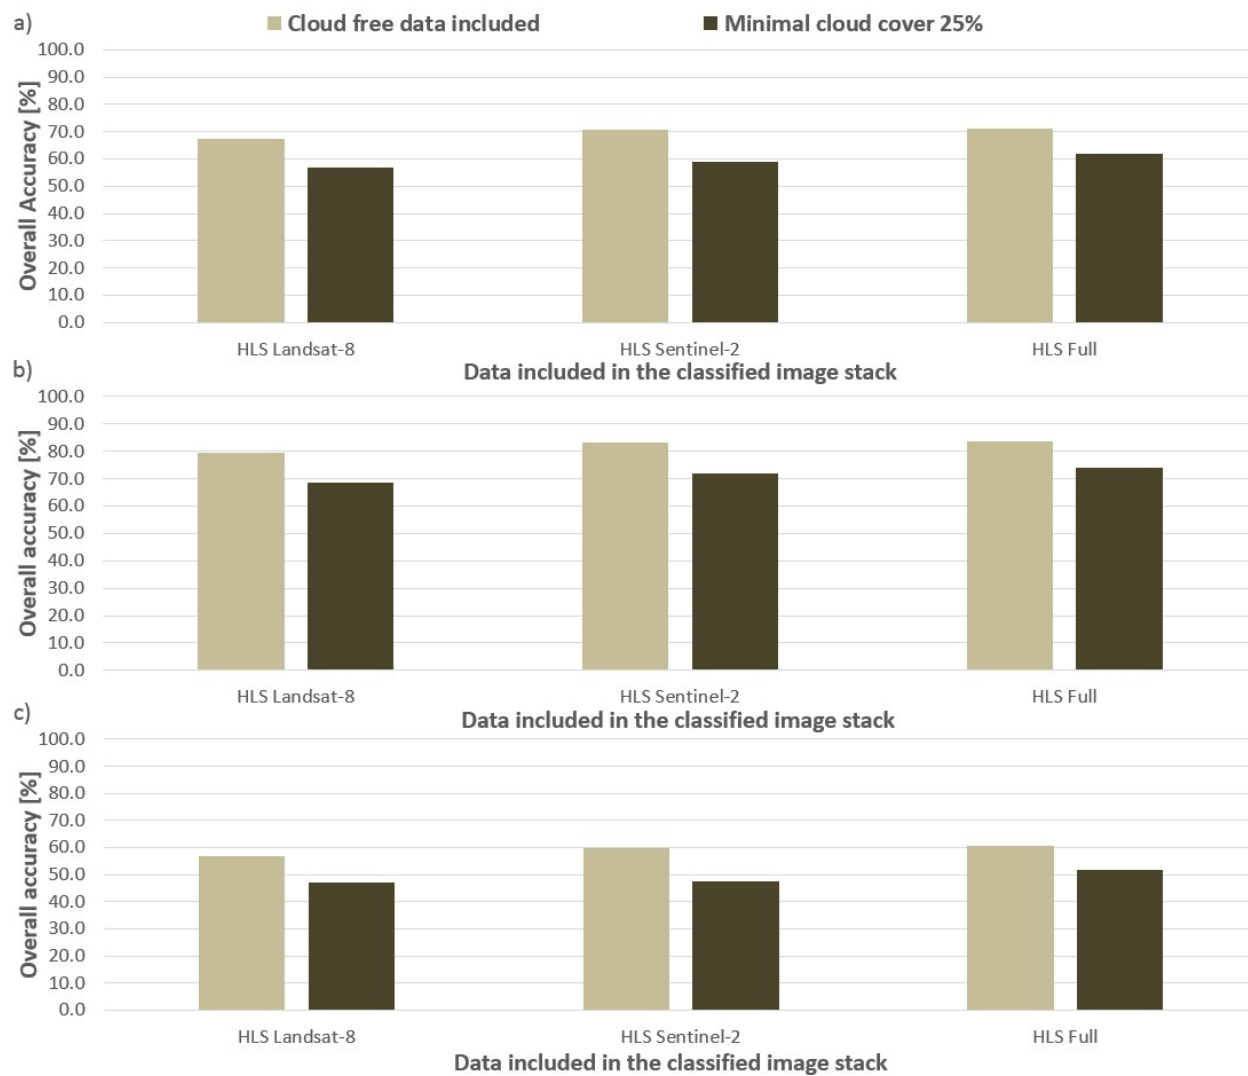 a)
Cloud free data included
Minimal cloud cover 25%
Overall Accuracy [%]
100.0
90.0
80.0
70.0
60.0
50.0
40.0
30.0
20.0
10.0
0.0
HLS Landsat-8
HLS Sentinel-2
HLS Full
Data included in the classified image stack
b)
Overall accuracy [%]
100.0
90.0
80.0
70.0
60.0
50.0
40.0
30.0
20.0
10.0
0.0
HLS Landsat-8
HLS Sentinel-2
HLS Full
Data included in the classified image stack
c)
Overall accuracy [%]
100.0
90.0
80.0
70.0
60.0
50.0
40.0
30.0
20.0
10.0
0.0
HLS Landsat-8
HLS Sentinel-2
HLS Full
Data included in the classified image stack